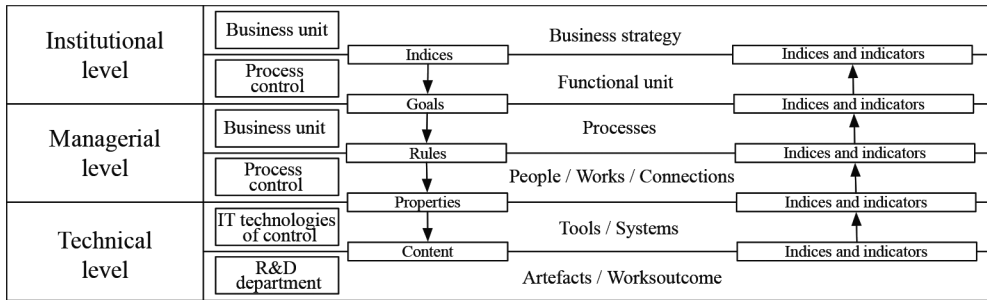 Institutional
level
Business unit
Business strategy
Indices
Indices and indicators
Process
control
Functional unit
Goals
Indices and indicators
Managerial
level
Business unit
Processes
Rules
Indices and indicators
Process
control
People / Works / Connections
Properties
Indices and indicators
Technical
level
IT technologies
of control
Tools / Systems
Content
Indices and indicators
R&D
department
Artefacts / Worksoutcome